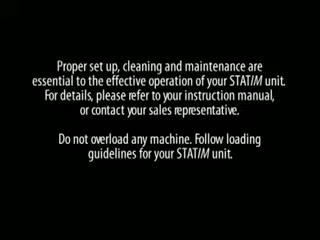 Proper set up, cleaning and maintenance are
essential to the effective operation of your STATIM unit.
For details, please refer to your instruction manual,
or contact your sales representative.
Do not overload any machine. Follow loading
guidelines for your STATIM unit.